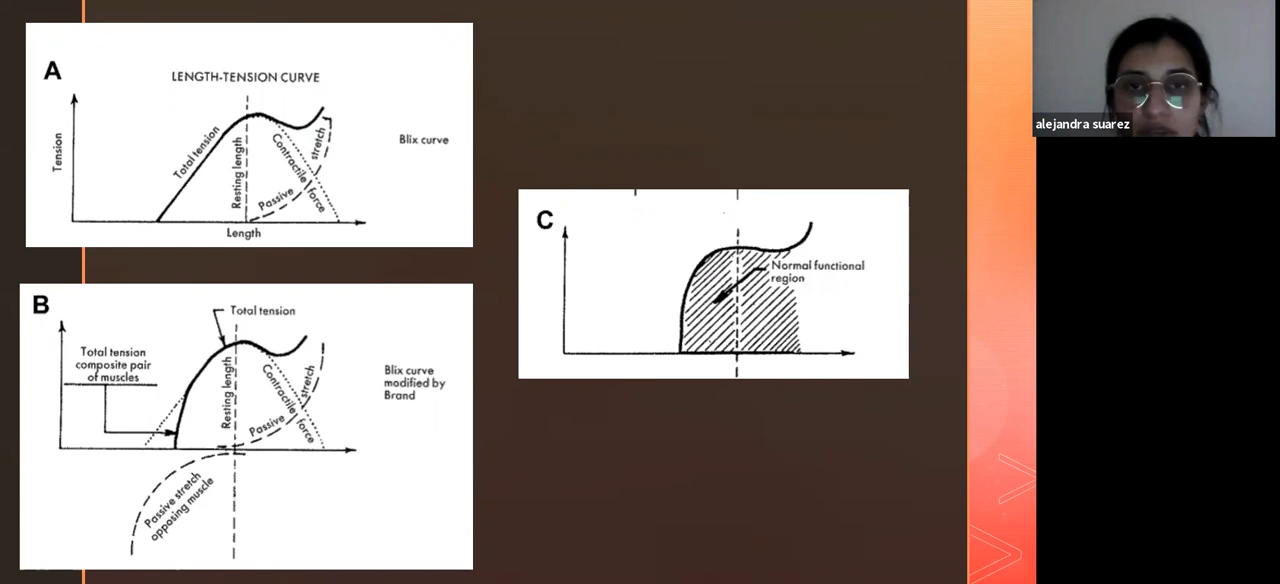 A
LENGTH-TENSION CURVE
Tension
Total tension
Resting length
Contractile force
Passive stretch
Blix curve
Length
B
Total tension
Total tension
composite pair
of muscles
Resting length
Contractile force
Passive stretch
Blix curve
modified by
Brand
Passive stretch
opposing muscle
C
Normal functional
region
alejandra suarez